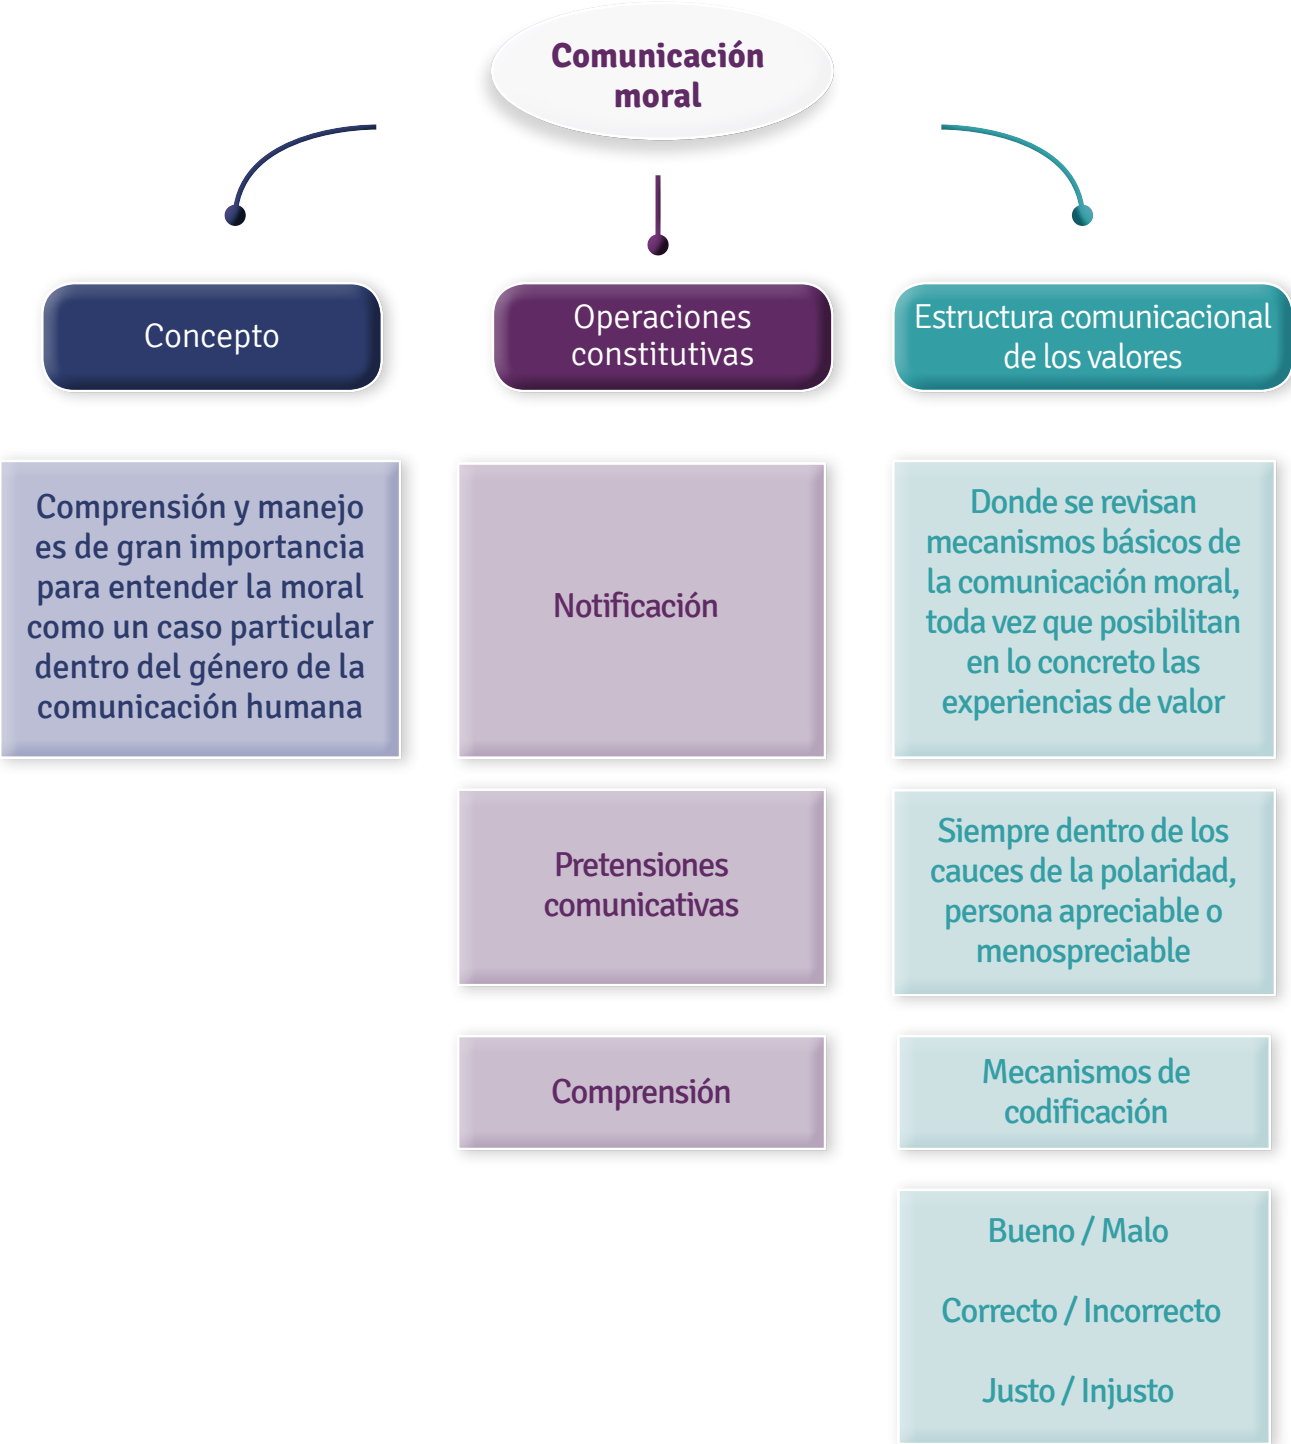 Comunicación
moral
Concepto
Comprensión y manejo
es de gran importancia
para entender la moral
como un caso particular
dentro del género de la
comunicación humana
Operaciones
constitutivas
Notificación
Pretensiones
comunicativas
Comprensión
Estructura comunicacional
de los valores
Donde se revisan
mecanismos básicos de
la comunicación moral,
toda vez que posibilitan
en lo concreto las
experiencias de valor
Siempre dentro de los
cauces de la polaridad,
persona apreciable o
menospreciable
Mecanismos de
codificación
Bueno / Malo
Correcto / Incorrecto
Justo / Injusto